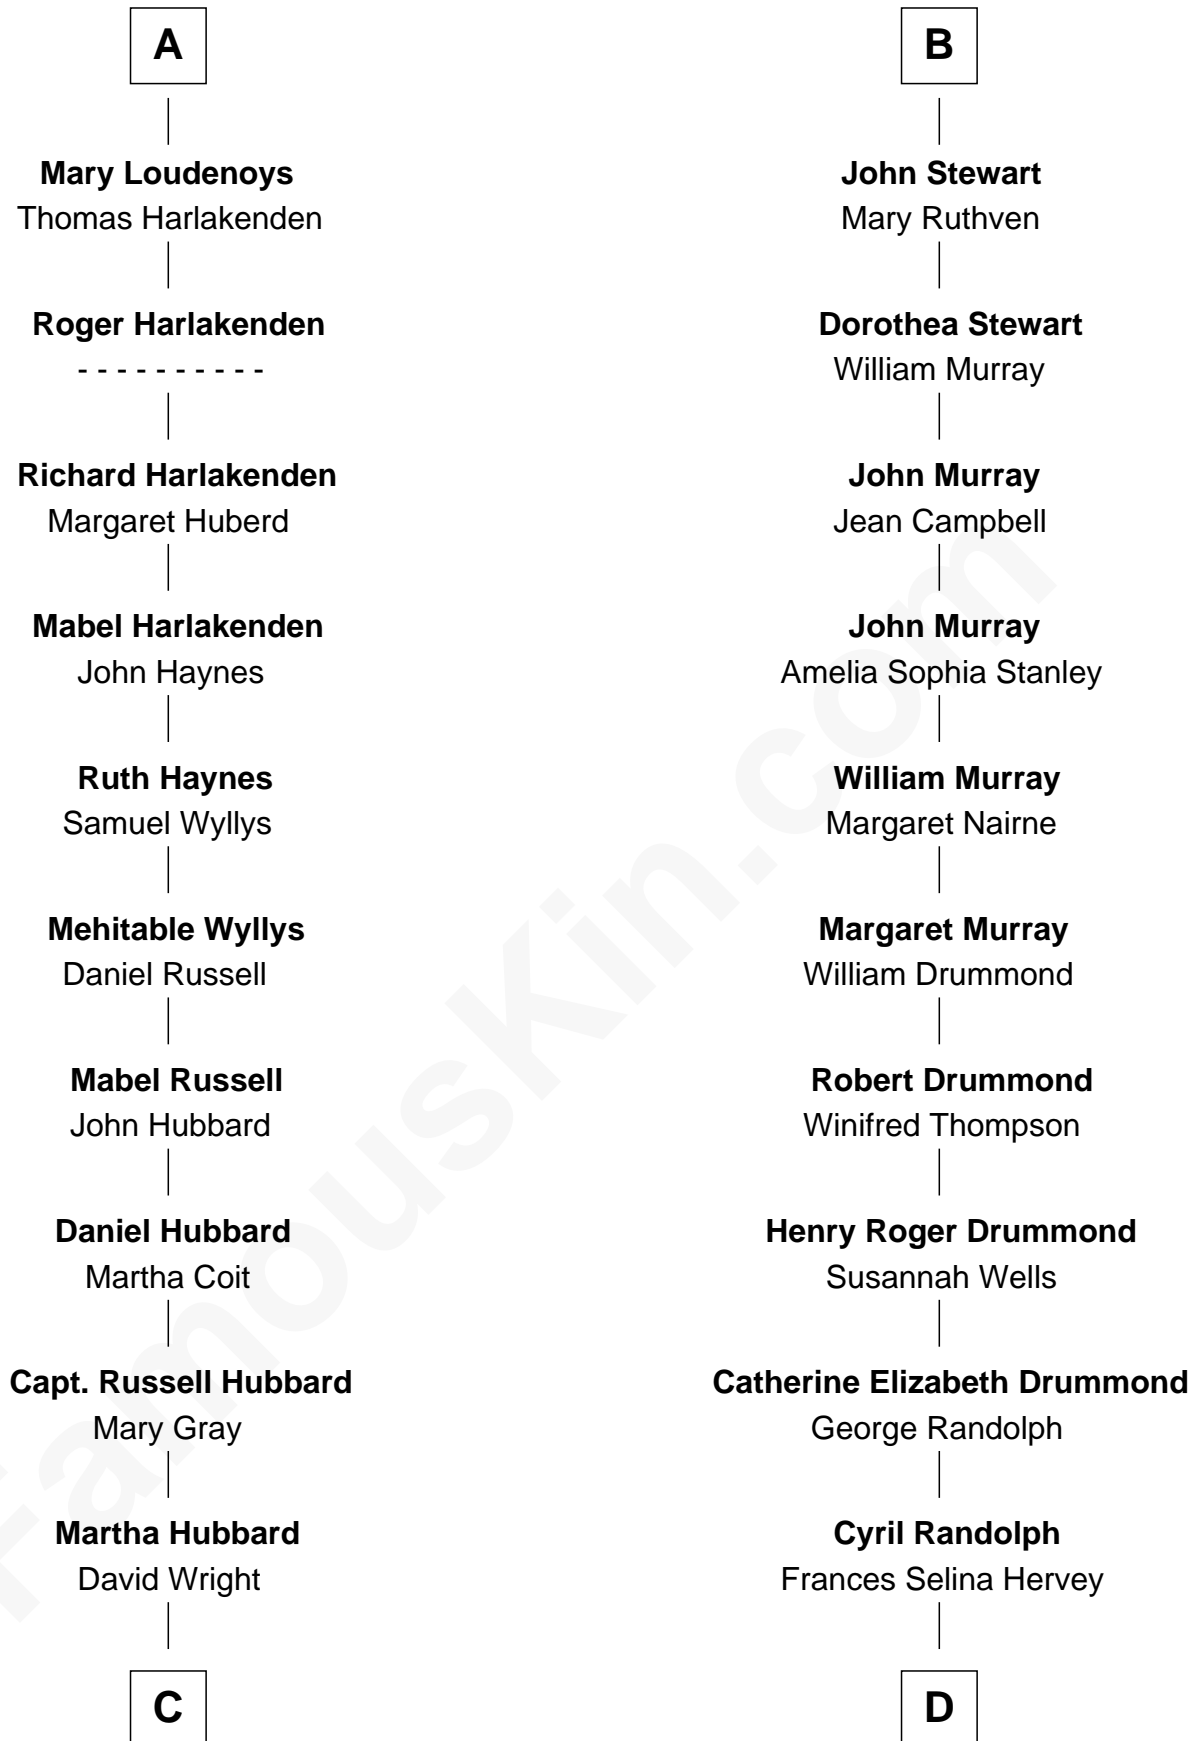 A
Mary Loudenoys
Thomas Harlakenden
Roger Harlakenden
- - - - - - - - - -
Richard Harlakenden
Margaret Huberd
Mabel Harlakenden
John Haynes
Ruth Haynes
Samuel Wyllys
Mehitable Wyllys
Daniel Russell
Mabel Russell
John Hubbard
Daniel Hubbard
Martha Coit
Capt. Russell Hubbard
Mary Gray
Martha Hubbard
David Wright
C
B
John Stewart
Mary Ruthven
Dorothea Stewart
William Murray
John Murray
Jean Campbell
John Murray
Amelia Sophia Stanley
William Murray
Margaret Nairne
Margaret Murray
William Drummond
Robert Drummond
Winifred Thompson
Henry Roger Drummond
Susannah Wells
Catherine Elizabeth Drummond
George Randolph
Cyril Randolph
Frances Selina Hervey
D
FamousKin.com